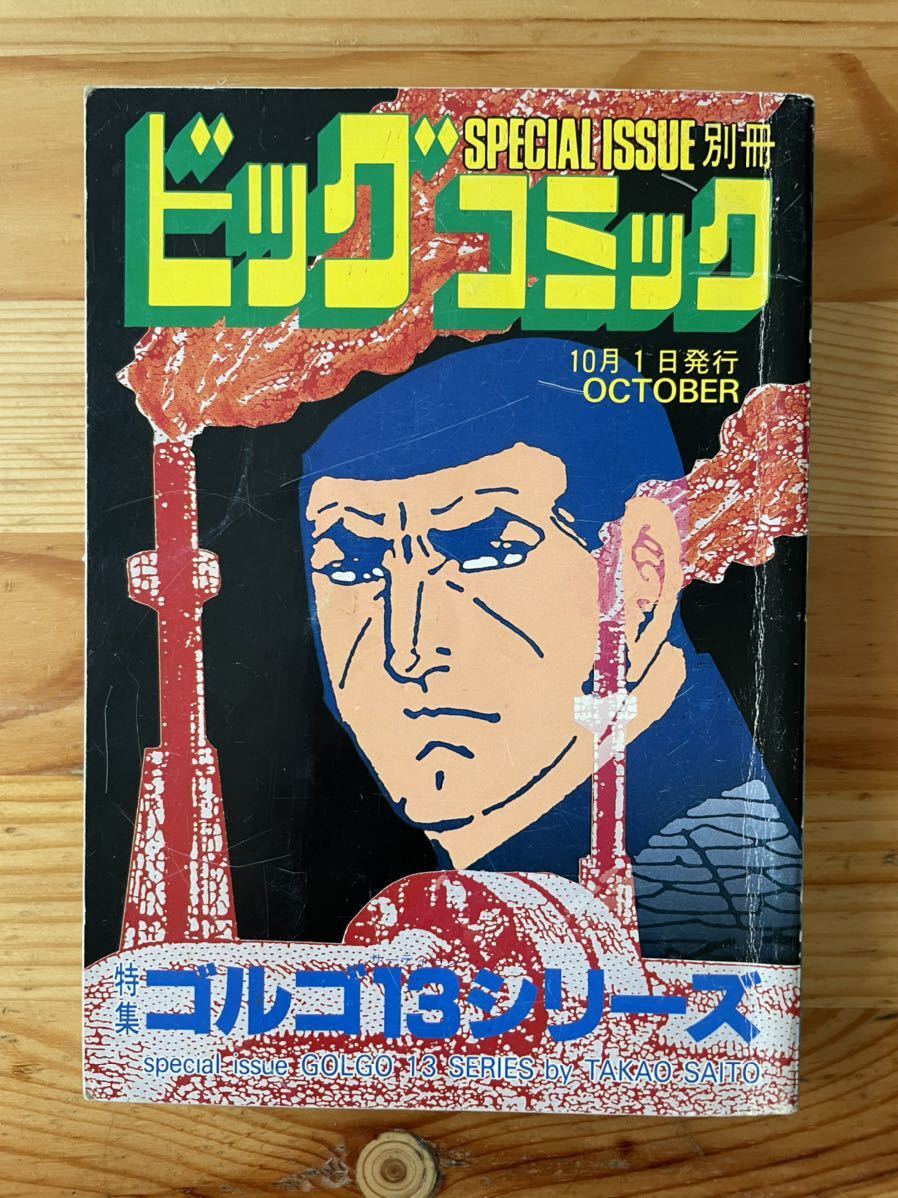 SPECIAL ISSUE 別冊
ビッグコミック
10月1日発行
OCTOBER
特集
ゴルゴ13シリーズ
special issue GOLGO 13 SERIES by TAKAO SAITO